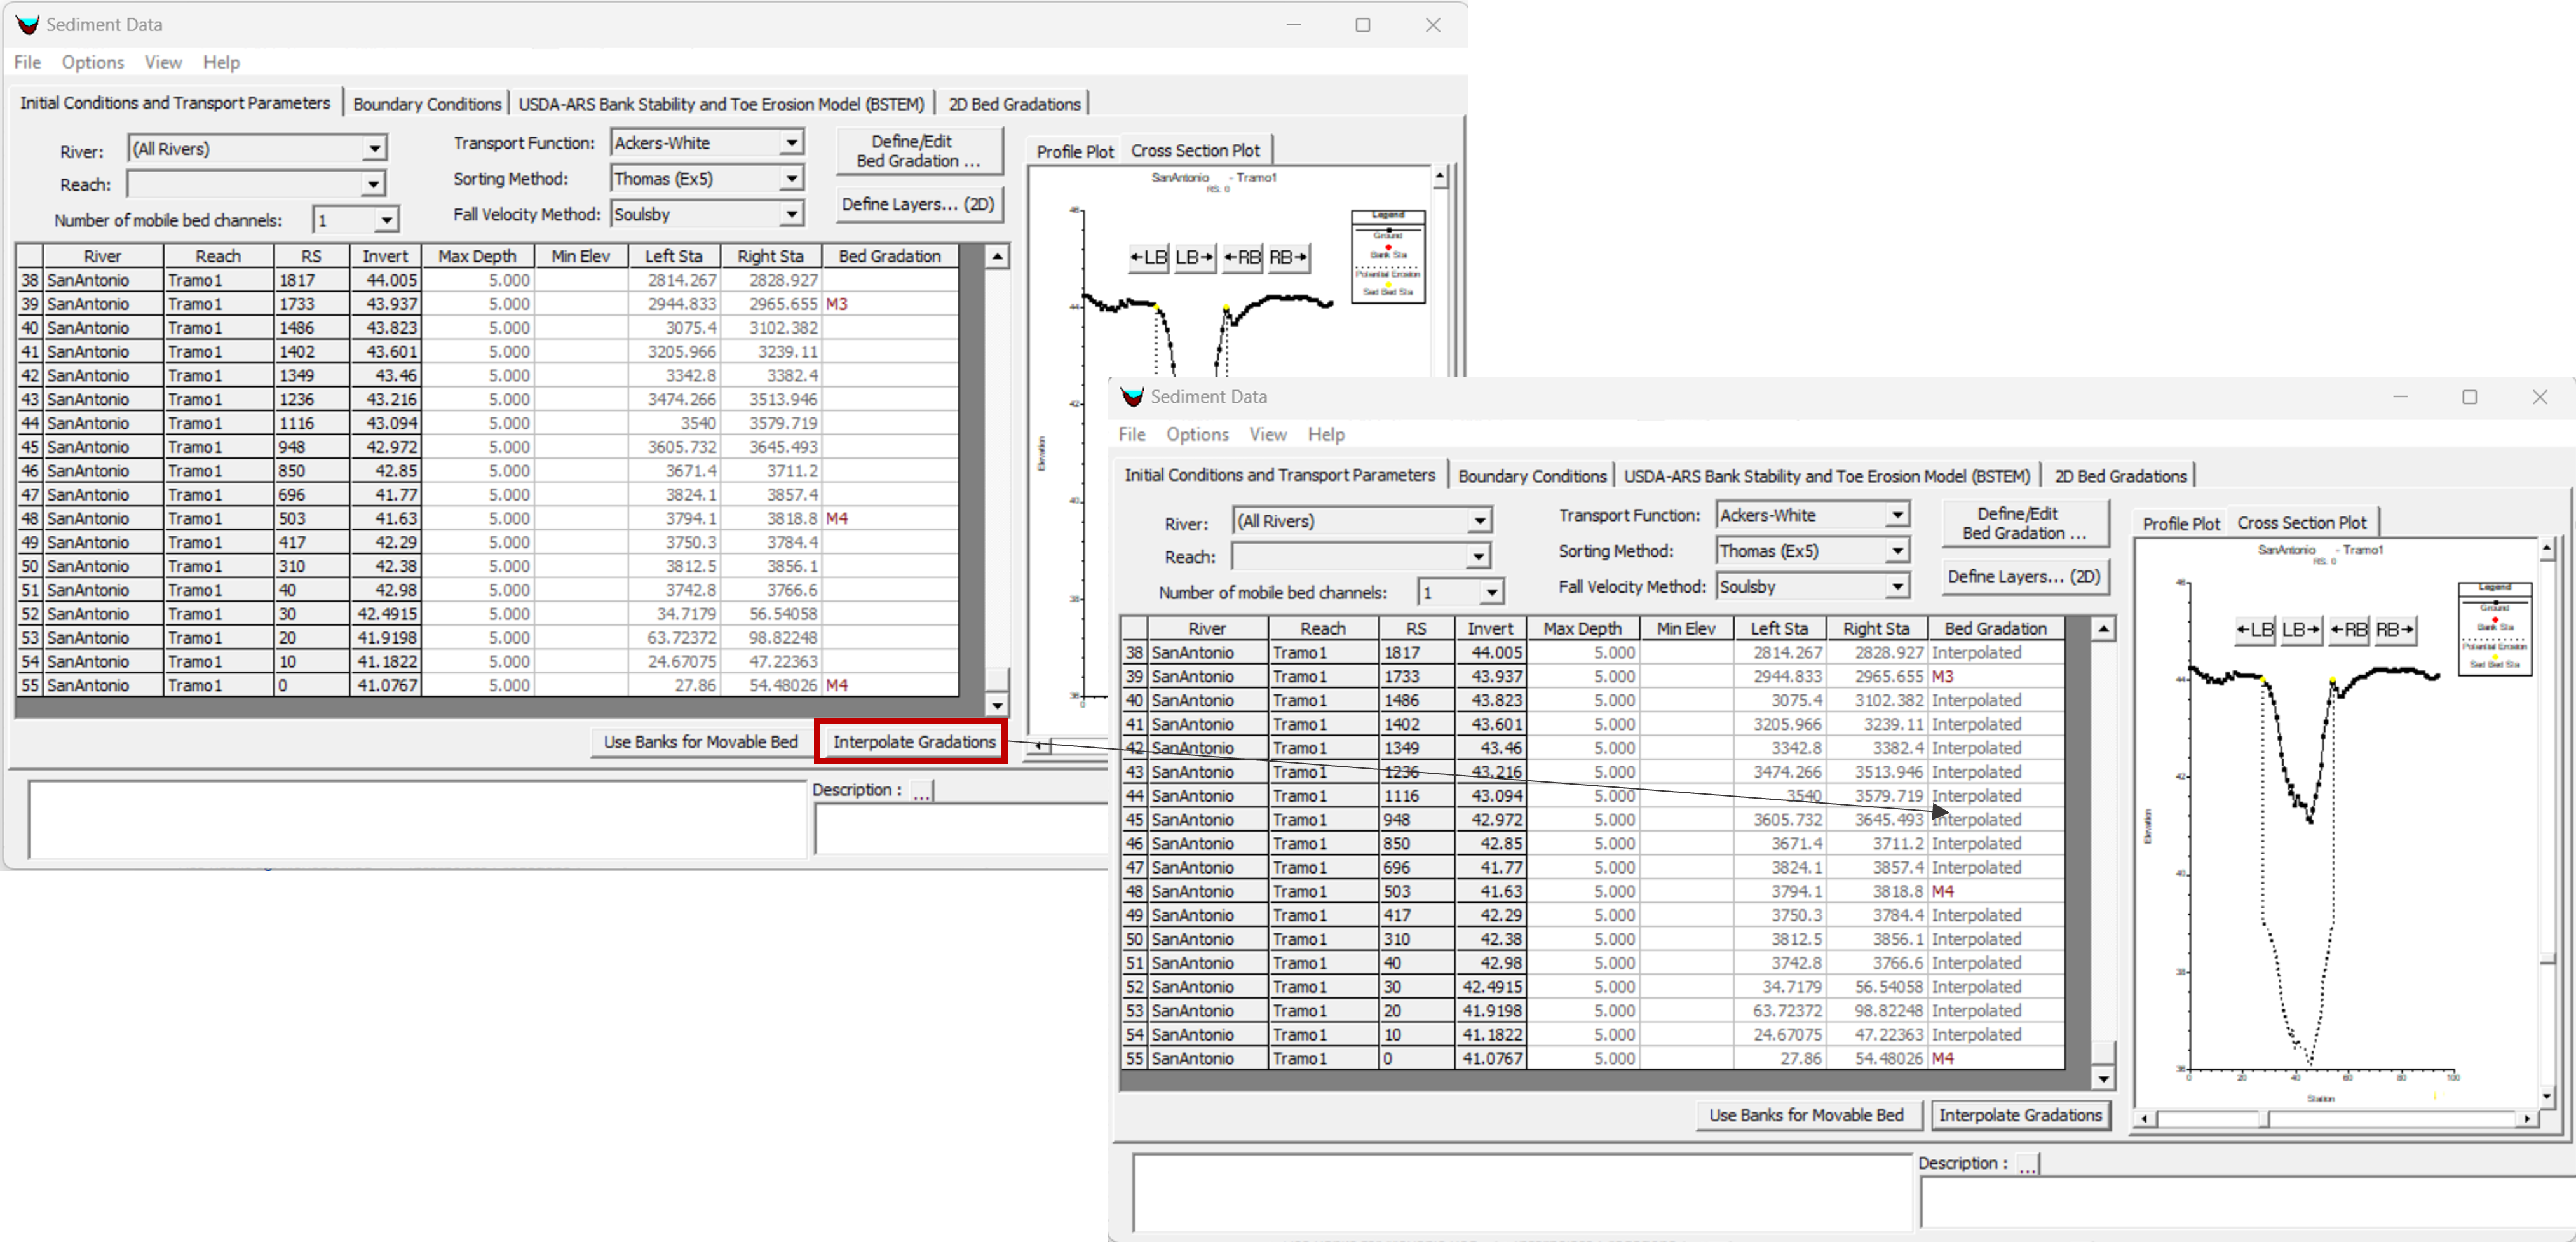 Sediment Data
File Options View Help
Initial Conditions and Transport Parameters Boundary Conditions USDA-ARS Bank Stability and Toe Erosion Model (BSTEM) 2D Bed Gradations
River: (All Rivers) Transport Function: Ackers-White Define/Edit Bed Gradation ...
Reach: Sorting Method: Thomas (Ex5) Define Layers... (2D)
Number of mobile bed channels: 1 Fall Velocity Method: Soulsby
River Reach RS Invert Max Depth Min Elev Left Sta Right Sta Bed Gradation
38 SanAntonio Tramo1 1817 44.005 5.000 2814.267 2828.927
39 SanAntonio Tramo1 1733 43.937 5.000 2944.833 2965.655 M3
40 SanAntonio Tramo1 1486 43.823 5.000 3075.4 3102.382
41 SanAntonio Tramo1 1402 43.601 5.000 3205.966 3239.11
42 SanAntonio Tramo1 1349 43.46 5.000 3342.8 3382.4
43 SanAntonio Tramo1 1236 43.216 5.000 3474.266 3513.946
44 SanAntonio Tramo1 1116 43.094 5.000 3540 3579.719
45 SanAntonio Tramo1 948 42.972 5.000 3605.732 3645.493
46 SanAntonio Tramo1 850 42.85 5.000 3671.4 3711.2
47 SanAntonio Tramo1 696 41.77 5.000 3824.1 3857.4
48 SanAntonio Tramo1 503 41.63 5.000 3794.1 3818.8 M4
49 SanAntonio Tramo1 417 42.29 5.000 3750.3 3784.4
50 SanAntonio Tramo1 310 42.38 5.000 3812.5 3856.1
51 SanAntonio Tramo1 40 42.98 5.000 3742.8 3766.6
52 SanAntonio Tramo1 30 42.4915 5.000 34.7179 56.54058
53 SanAntonio Tramo1 20 41.9198 5.000 63.72372 98.82248
54 SanAntonio Tramo1 10 41.1822 5.000 24.67075 47.22363
55 SanAntonio Tramo1 0 41.0767 5.000 27.86 54.48026 M4
Use Banks for Movable Bed Interpolate Gradations
Description : ...
Profile Plot Cross Section Plot
SanAntonio - Tramo1
RS. 0
LB LB RB RB
Legend
Ground
Bank Sta
Potential Erosion
Sed Bed Sta
46
44
42
40
38
36
0
Elevation
Sediment Data
File Options View Help
Initial Conditions and Transport Parameters Boundary Conditions USDA-ARS Bank Stability and Toe Erosion Model (BSTEM) 2D Bed Gradations
River: (All Rivers) Transport Function: Ackers-White Define/Edit Bed Gradation ...
Reach: Sorting Method: Thomas (Ex5) Define Layers... (2D)
Number of mobile bed channels: 1 Fall Velocity Method: Soulsby
River Reach RS Invert Max Depth Min Elev Left Sta Right Sta Bed Gradation
38 SanAntonio Tramo1 1817 44.005 5.000 2814.267 2828.927 Interpolated
39 SanAntonio Tramo1 1733 43.937 5.000 2944.833 2965.655 M3
40 SanAntonio Tramo1 1486 43.823 5.000 3075.4 3102.382 Interpolated
41 SanAntonio Tramo1 1402 43.601 5.000 3205.966 3239.11 Interpolated
42 SanAntonio Tramo1 1349 43.46 5.000 3342.8 3382.4 Interpolated
43 SanAntonio Tramo1 1236 43.216 5.000 3474.266 3513.946 Interpolated
44 SanAntonio Tramo1 1116 43.094 5.000 3540 3579.719 Interpolated
45 SanAntonio Tramo1 948 42.972 5.000 3605.732 3645.493 Interpolated
46 SanAntonio Tramo1 850 42.85 5.000 3671.4 3711.2 Interpolated
47 SanAntonio Tramo1 696 41.77 5.000 3824.1 3857.4 Interpolated
48 SanAntonio Tramo1 503 41.63 5.000 3794.1 3818.8 M4
49 SanAntonio Tramo1 417 42.29 5.000 3750.3 3784.4 Interpolated
50 SanAntonio Tramo1 310 42.38 5.000 3812.5 3856.1 Interpolated
51 SanAntonio Tramo1 40 42.98 5.000 3742.8 3766.6 Interpolated
52 SanAntonio Tramo1 30 42.4915 5.000 34.7179 56.54058 Interpolated
53 SanAntonio Tramo1 20 41.9198 5.000 63.72372 98.82248 Interpolated
54 SanAntonio Tramo1 10 41.1822 5.000 24.67075 47.22363 Interpolated
55 SanAntonio Tramo1 0 41.0767 5.000 27.86 54.48026 M4
Use Banks for Movable Bed Interpolate Gradations
Description : ...
Profile Plot Cross Section Plot
SanAntonio - Tramo1
RS. 0
LB LB RB RB
Legend
Ground
Bank Sta
Potential Erosion
Sed Bed Sta
46
44
42
40
38
36
0 20 40 60 80 100
Elevation
Station